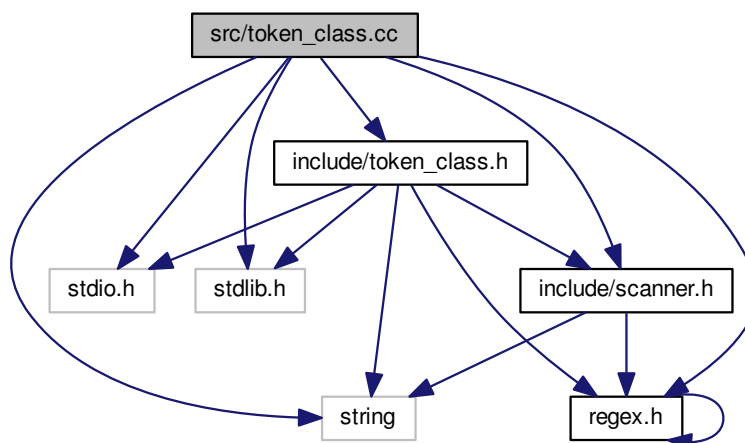 src/token_class.cc
include/token_class.h
stdio.h
stdlib.h
include/scanner.h
string
regex.h